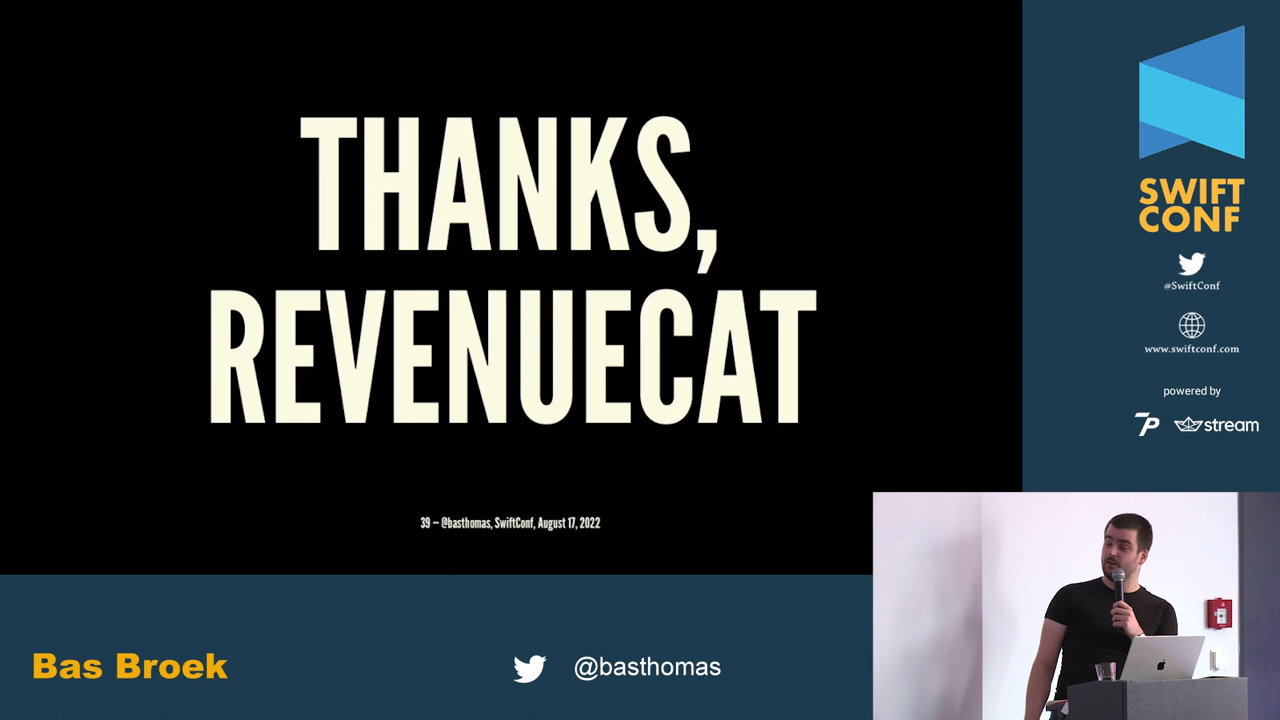 THANKS,
REVENUECAT
39 — @basthomas, SwiftConf, August 17, 2022
SWIFT
CONF
@SwiftConf
www.swiftconf.com
powered by
7P
stream
Bas Broek
@basthomas